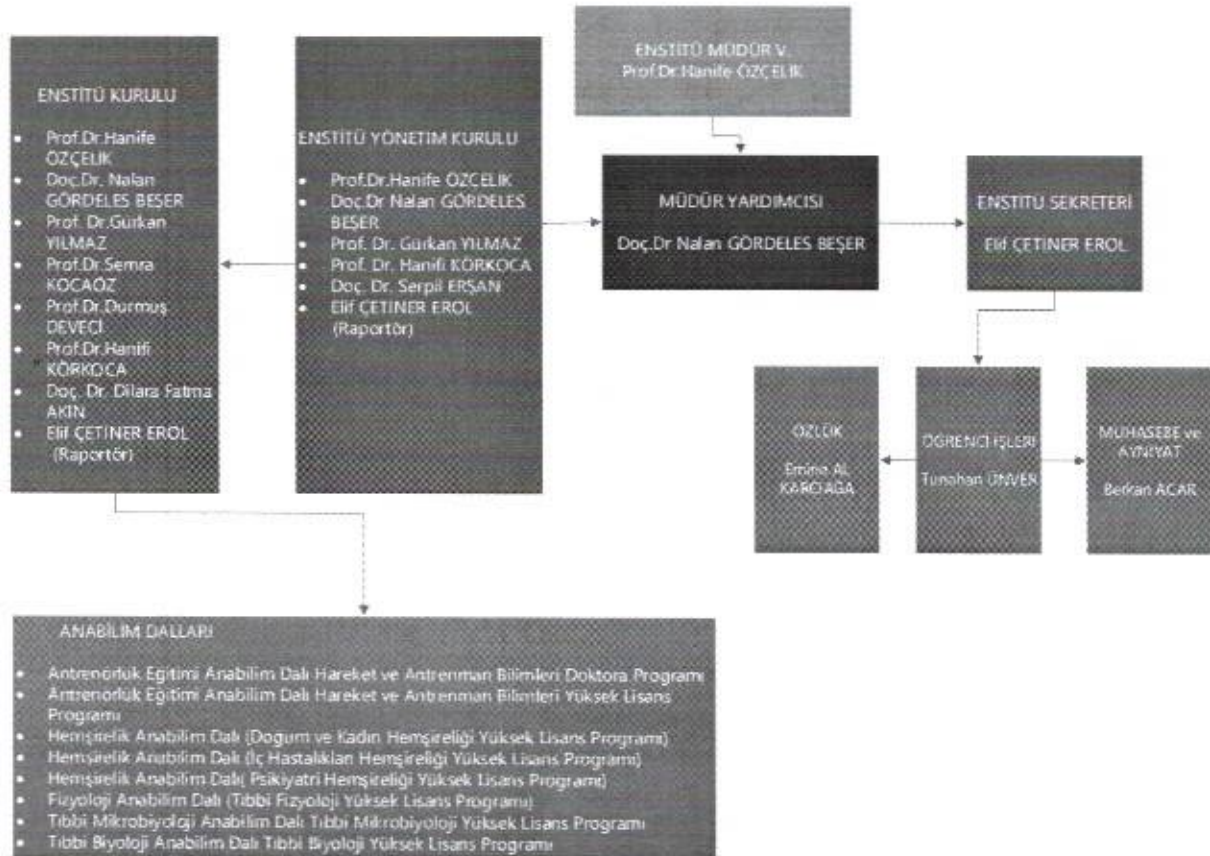 ENSTİTÜ MÜDÜR V.
Prof.Dr.Hanife ÖZÇELİK
ENSTİTÜ KURULU
• Prof.Dr.Hanife
ÖZÇELİK
• Doç.Dr. Nalan
GÖRDELES BEŞER
• Prof. Dr.Gürkan
YILMAZ
• Prof.Dr.Semra
KOCAÖZ
• Prof.Dr.Durmuş
DEVECİ
• Prof.Dr.Hanifi
KÖRKOCA
• Doç. Dr. Dilara Fatma
AKIN
• Elif ÇETİNER EROL
(Raportör)
ENSTİTÜ YÖNETİM KURULU
• Prof.Dr.Hanife ÖZÇELİK
• Doç.Dr Nalan GÖRDELES
BEŞER
• Prof. Dr. Gürkan YILMAZ
• Prof. Dr. Hanifi KÖRKOCA
• Doç. Dr. Serpil ERŞAN
• Elif ÇETİNER EROL
(Raportör)
MÜDÜR YARDIMCISI
Doç.Dr Nalan GÖRDELES BEŞER
ENSTİTÜ SEKRETERİ
Elif ÇETİNER EROL
ÖZLÜK
Emine AL
KARCIAĞA
ÖĞRENCİ İŞLERİ
Tunahan ÜNVER
MUHASEBE ve
AYNİYAT
Berkan ACAR
ANABİLİM DALLARI
• Antrenörlük Eğitimi Anabilim Dalı Hareket ve Antrenman Bilimleri Doktora Programı
• Antrenörlük Eğitimi Anabilim Dalı Hareket ve Antrenman Bilimleri Yüksek Lisans
Programı
• Hemşirelik Anabilim Dalı (Doğum ve Kadın Hemşireliği Yüksek Lisans Programı)
• Hemşirelik Anabilim Dalı (İç Hastalıkları Hemşireliği Yüksek Lisans Programı)
• Hemşirelik Anabilim Dalı( Psikiyatri Hemşireliği Yüksek Lisans Programı)
• Fizyoloji Anabilim Dalı (Tıbbi Fizyoloji Yüksek Lisans Programı)
• Tıbbi Mikrobiyoloji Anabilim Dalı Tıbbi Mikrobiyoloji Yüksek Lisans Programı
• Tıbbi Biyoloji Anabilim Dalı Tıbbi Biyoloji Yüksek Lisans Programı